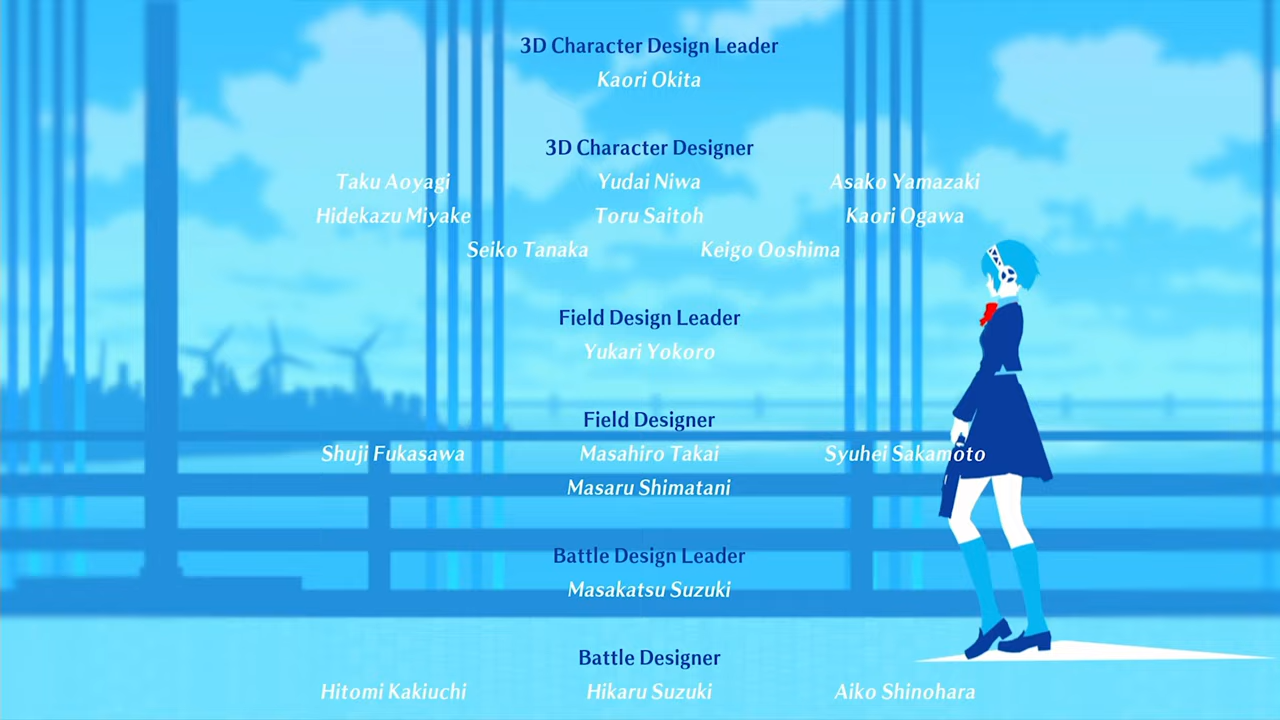 3D Character Design Leader
Kaori Okita
3D Character Designer
Taku Aoyagi Yudai Niwa Asako Yamazaki
Hidekazu Miyake Toru Saitoh Kaori Ogawa
Seiko Tanaka Keigo Ooshima
Field Design Leader
Yukari Yokoro
Field Designer
Shuji Fukasawa Masahiro Takai Syuhei Sakamoto
Masaru Shimatani
Battle Design Leader
Masakatsu Suzuki
Battle Designer
Hitomi Kakiuchi Hikaru Suzuki Aiko Shinohara